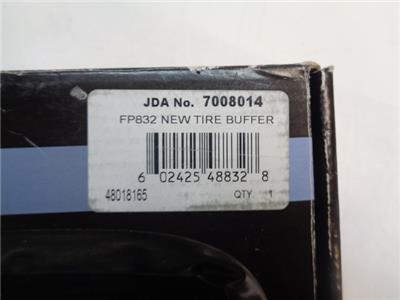 JDA No. 7008014
FP832 NEW TIRE BUFFER
6 02425 48832 8
48018165 QTY. 1